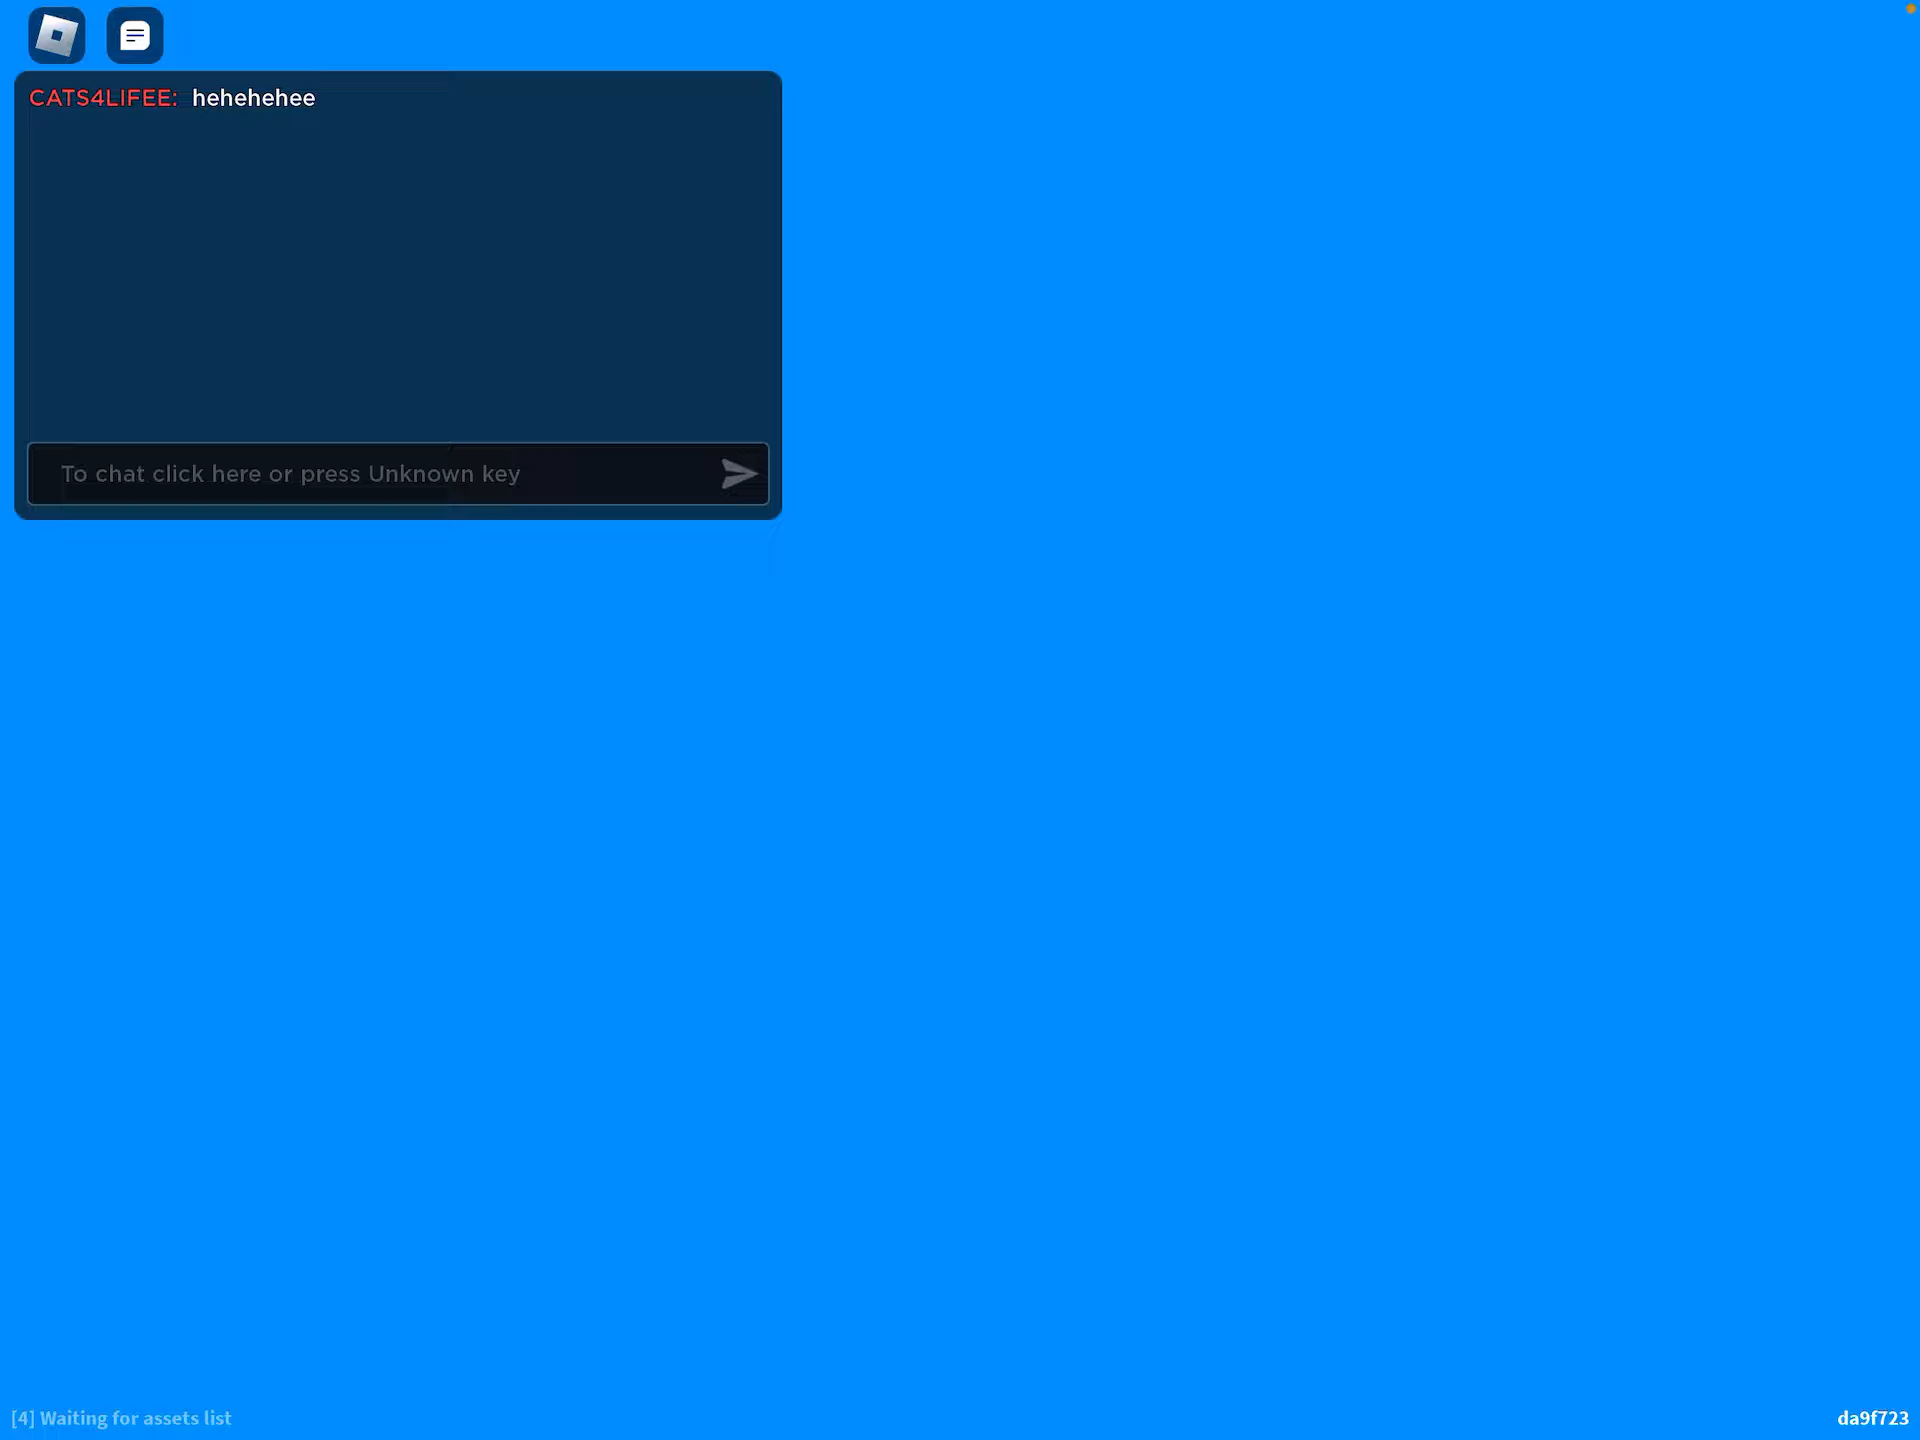 CATS4LIFEE: hehehehee
To chat click here or press Unknown key
[4] Waiting for assets list
da9f723